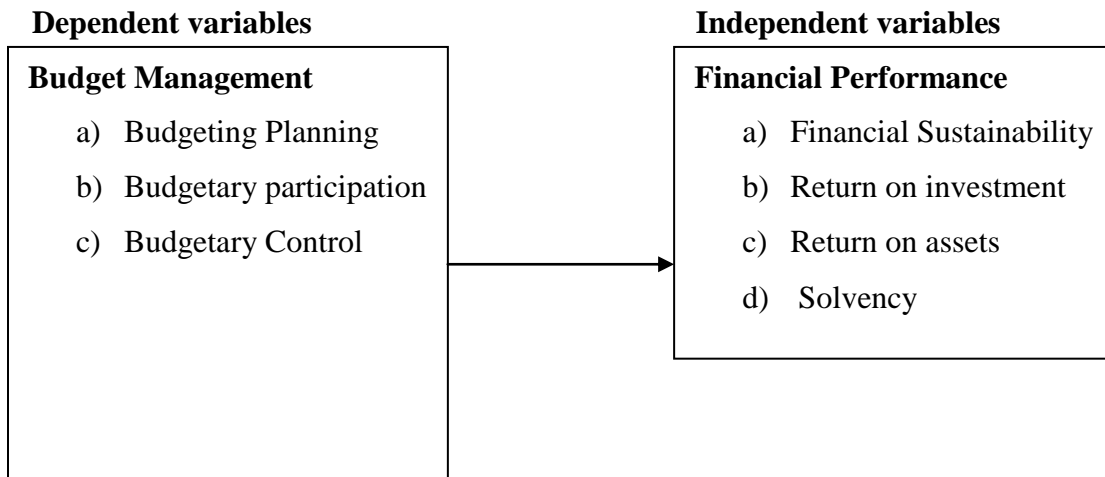 Dependent variables
Budget Management
a) Budgeting Planning
b) Budgetary participation
c) Budgetary Control
Independent variables
Financial Performance
a) Financial Sustainability
b) Return on investment
c) Return on assets
d) Solvency